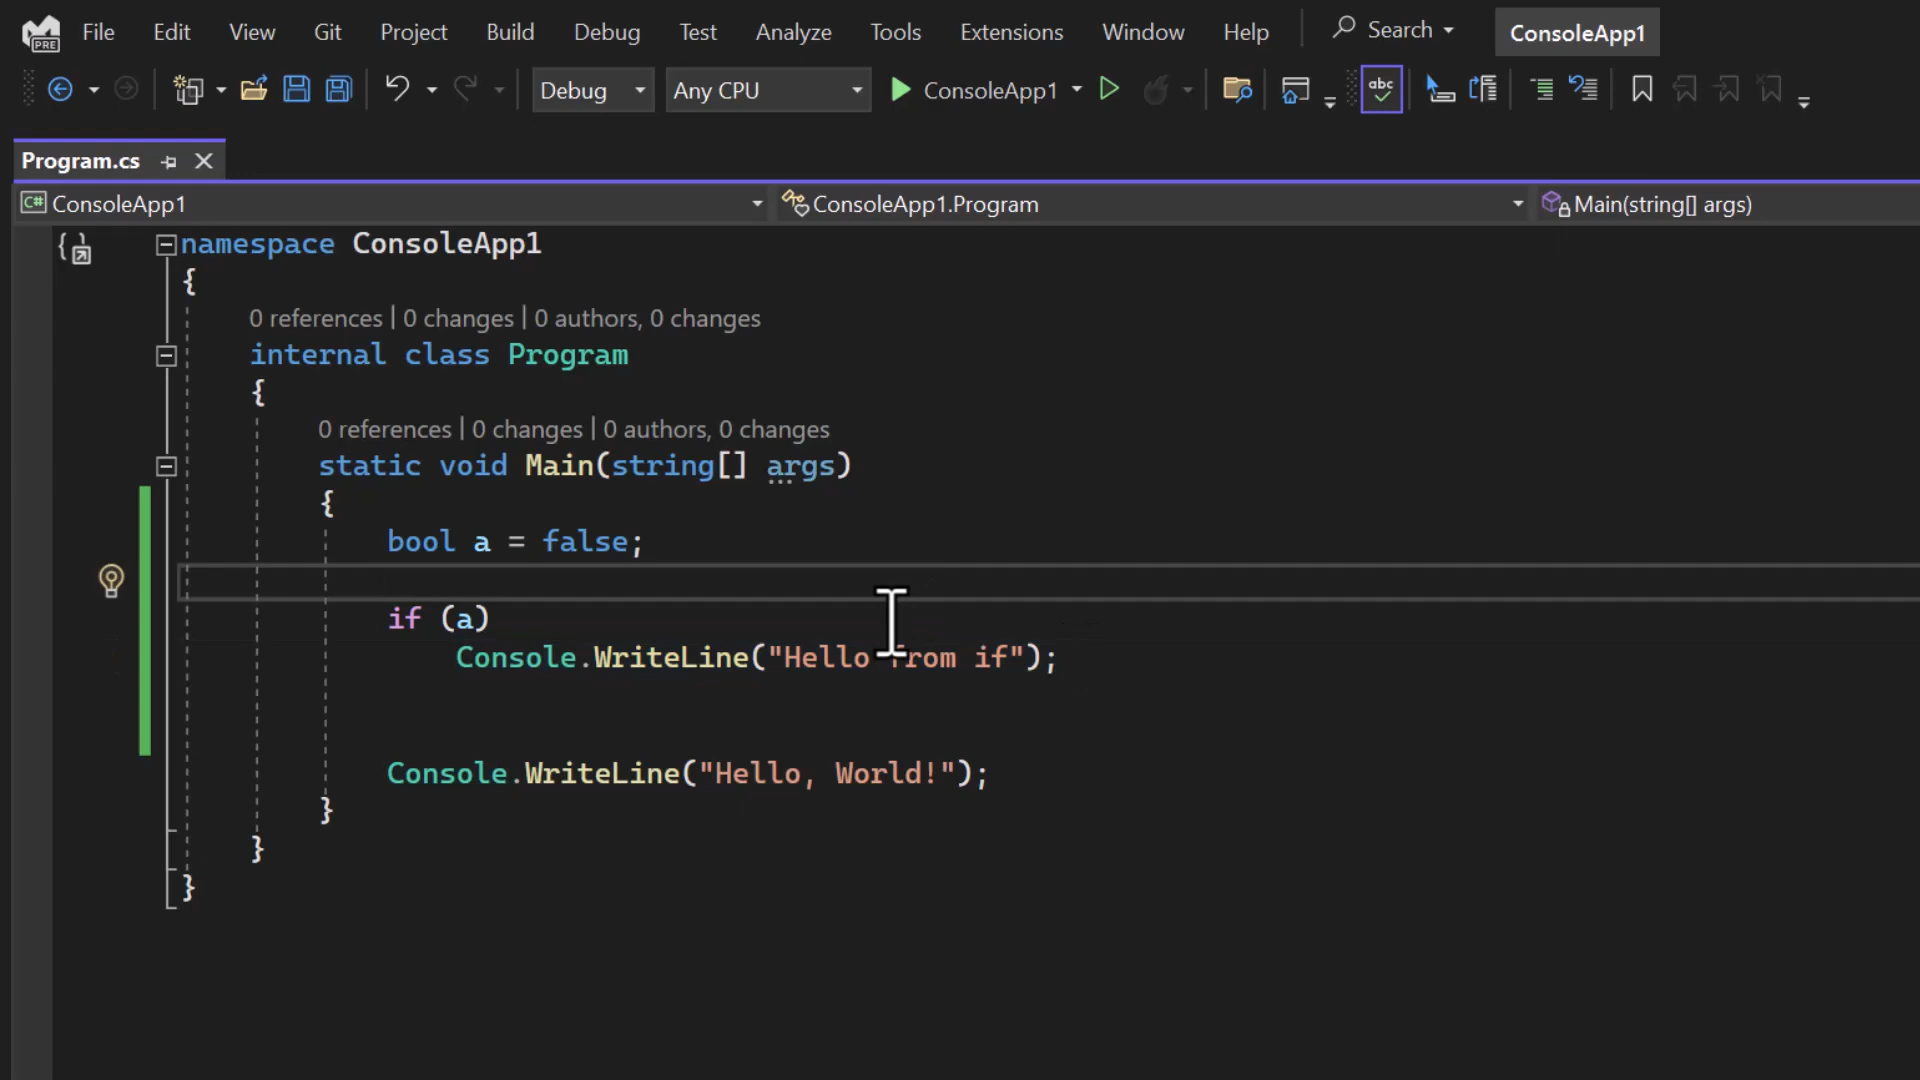 File Edit View Git Project Build Debug Test Analyze Tools Extensions Window Help Search ConsoleApp1
PRE
Debug Any CPU ConsoleApp1 abc
Program.cs
C# ConsoleApp1 ConsoleApp1.Program Main(string[] args)
namespace ConsoleApp1
{
0 references | 0 changes | 0 authors, 0 changes
internal class Program
{
0 references | 0 changes | 0 authors, 0 changes
static void Main(string[] args)
{
bool a = false;
if (a)
Console.WriteLine("Hello from if");
Console.WriteLine("Hello, World!");
}
}
}